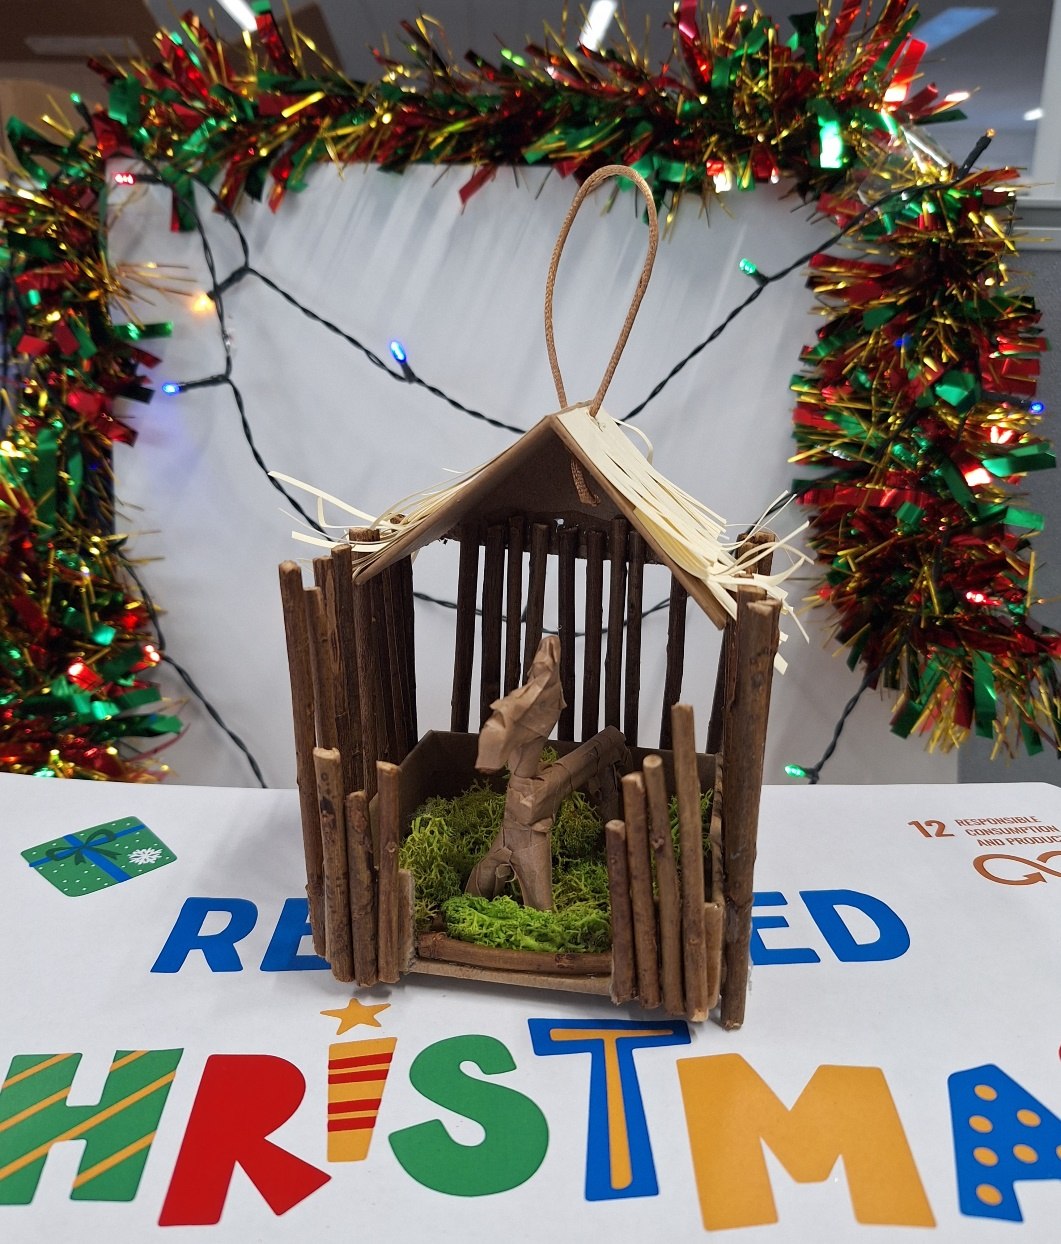 12 RESPONSIBLE
CONSUMPTION
AND PRODUC
RE ED
HRISTMA